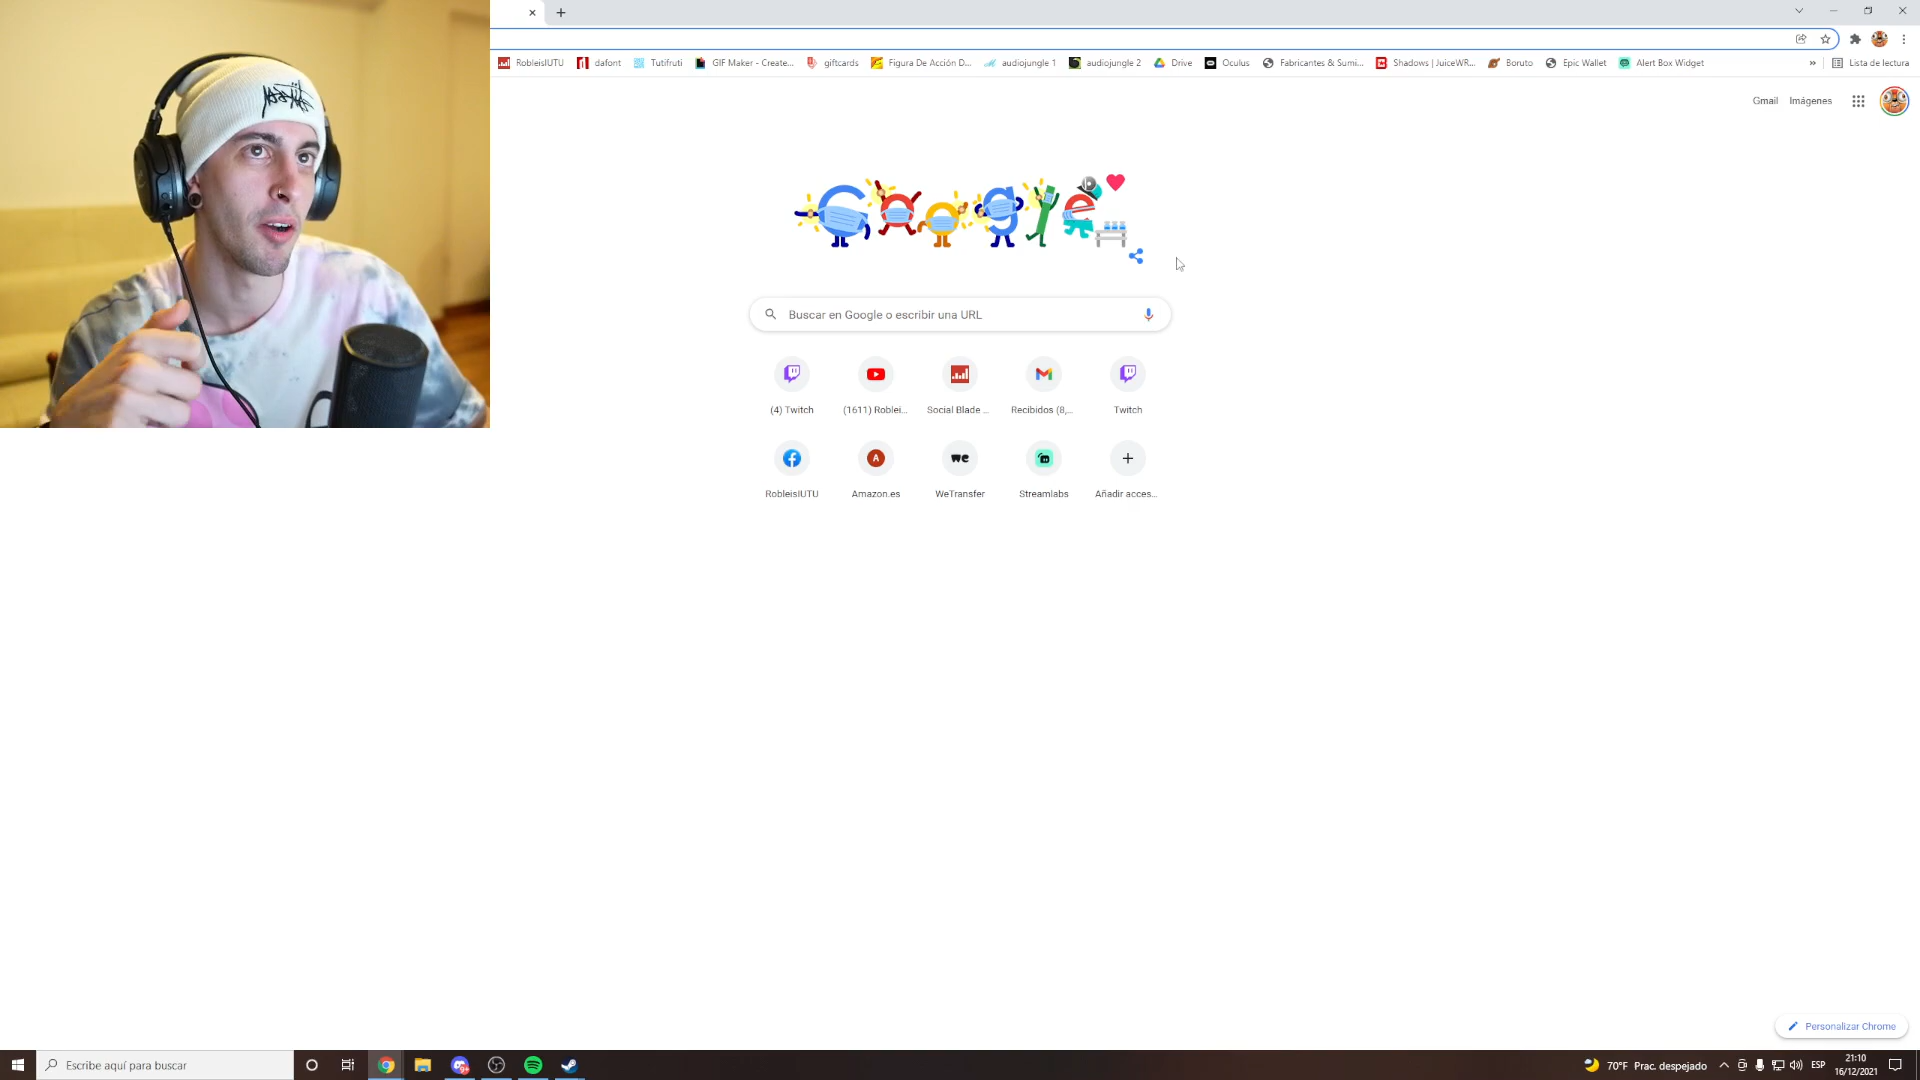 RobleisIUTU dafont Tutifruti GIF Maker - Create... giftcards Figura De Acción D... audiojungle 1 audiojungle 2 Drive Oculus Fabricantes & Sumi... Shadows | JuiceWR... Boruto Epic Wallet Alert Box Widget » Lista de lectura
Gmail Imágenes
Google
Buscar en Google o escribir una URL
(4) Twitch (1611) Roblei... Social Blade ... Recibidos (8,... Twitch
A we
RobleisIUTU Amazon.es WeTransfer Streamlabs Añadir acces...
Personalizar Chrome
Escribe aquí para buscar 70°F Prac. despejado ESP 21:10
16/12/2021